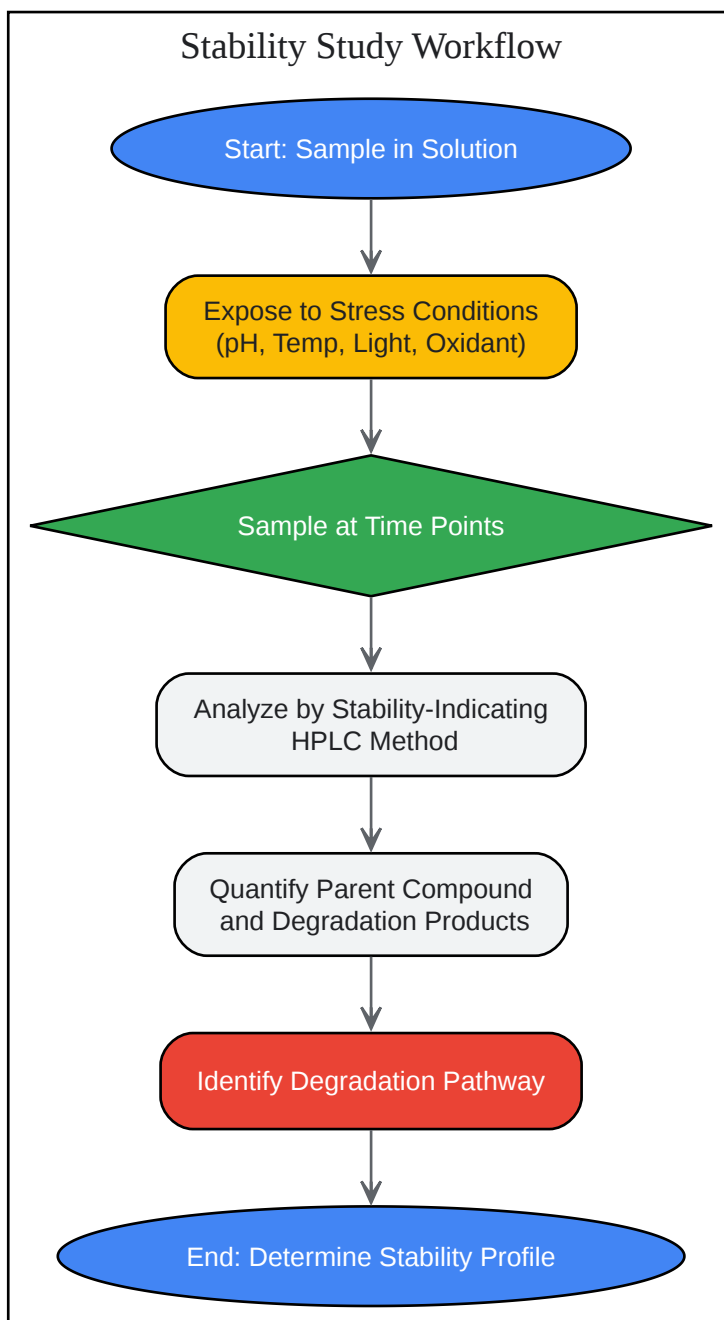 Stability Study Workflow
Start: Sample in Solution
Expose to Stress Conditions
(pH, Temp, Light, Oxidant)
Sample at Time Points
Analyze by Stability-Indicating
HPLC Method
Quantify Parent Compound
and Degradation Products
Identify Degradation Pathway
End: Determine Stability Profile